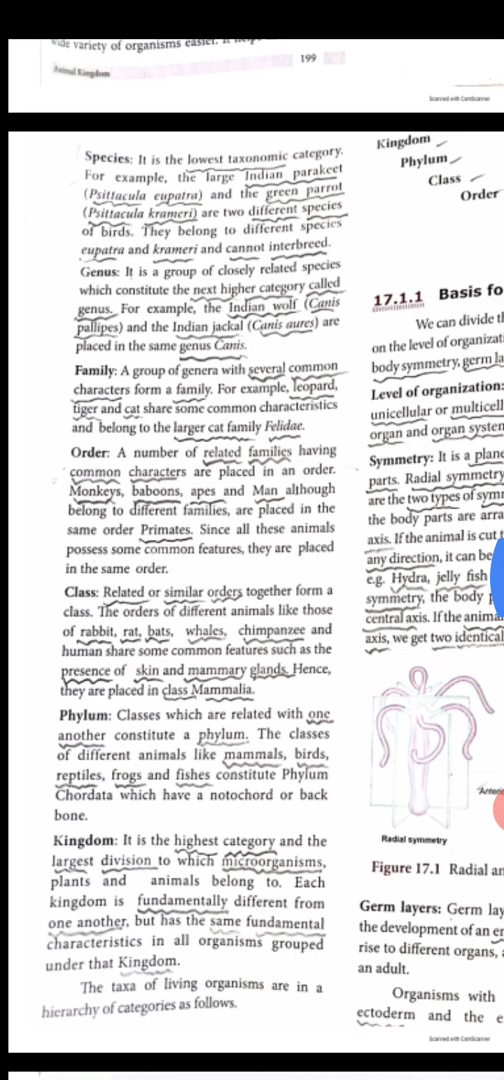 wide variety of organisms easier.
199
Animal Kingdom
Scanned with CamScanner
Species: It is the lowest taxonomic category.
For example, the large Indian parakeet
(Psittacula eupatra) and the green parrot
(Psittacula krameri) are two different species
of birds. They belong to different species
eupatra and krameri and cannot interbreed.
Genus: It is a group of closely related species
which constitute the next higher category called
genus. For example, the Indian wolf (Canis
pallipes) and the Indian jackal (Canis aures) are
placed in the same genus Canis.
Family: A group of genera with several common
characters form a family. For example, leopard,
tiger and cat share some common characteristics
and belong to the larger cat family Felidae.
Order: A number of related families having
common characters are placed in an order.
Monkeys, baboons, apes and Man although
belong to different families, are placed in the
same order Primates. Since all these animals
possess some common features, they are placed
in the same order.
Class: Related or similar orders together form a
class. The orders of different animals like those
of rabbit, rat, bats, whales, chimpanzee and
human share some common features such as the
presence of skin and mammary glands. Hence,
they are placed in class Mammalia.
Phylum: Classes which are related with one
another constitute a phylum. The classes
of different animals like mammals, birds,
reptiles, frogs and fishes constitute Phylum
Chordata which have a notochord or back
bone.
Kingdom: It is the highest category and the
largest division to which microorganisms,
plants and animals belong to. Each
kingdom is fundamentally different from
one another, but has the same fundamental
characteristics in all organisms grouped
under that Kingdom.
The taxa of living organisms are in a
hierarchy of categories as follows.
Kingdom
Phylum
Class
Order
17.1.1 Basis fo
We can divide t
on the level of organizat
body symmetry, germ la
Level of organization:
unicellular or multicell
organ and organ system
Symmetry: It is a plane
parts. Radial symmetry
are the two types of symm
the body parts are arra
axis. If the animal is cut t
any direction, it can be
e.g. Hydra, jelly fish
symmetry, the body p
central axis. If the anima
axis, we get two identical
Anteri
Radial symmetry
Figure 17.1 Radial an
Germ layers: Germ lay
the development of an e
rise to different organs,
an adult.
Organisms with
ectoderm and the e
Scanned with CamScanner